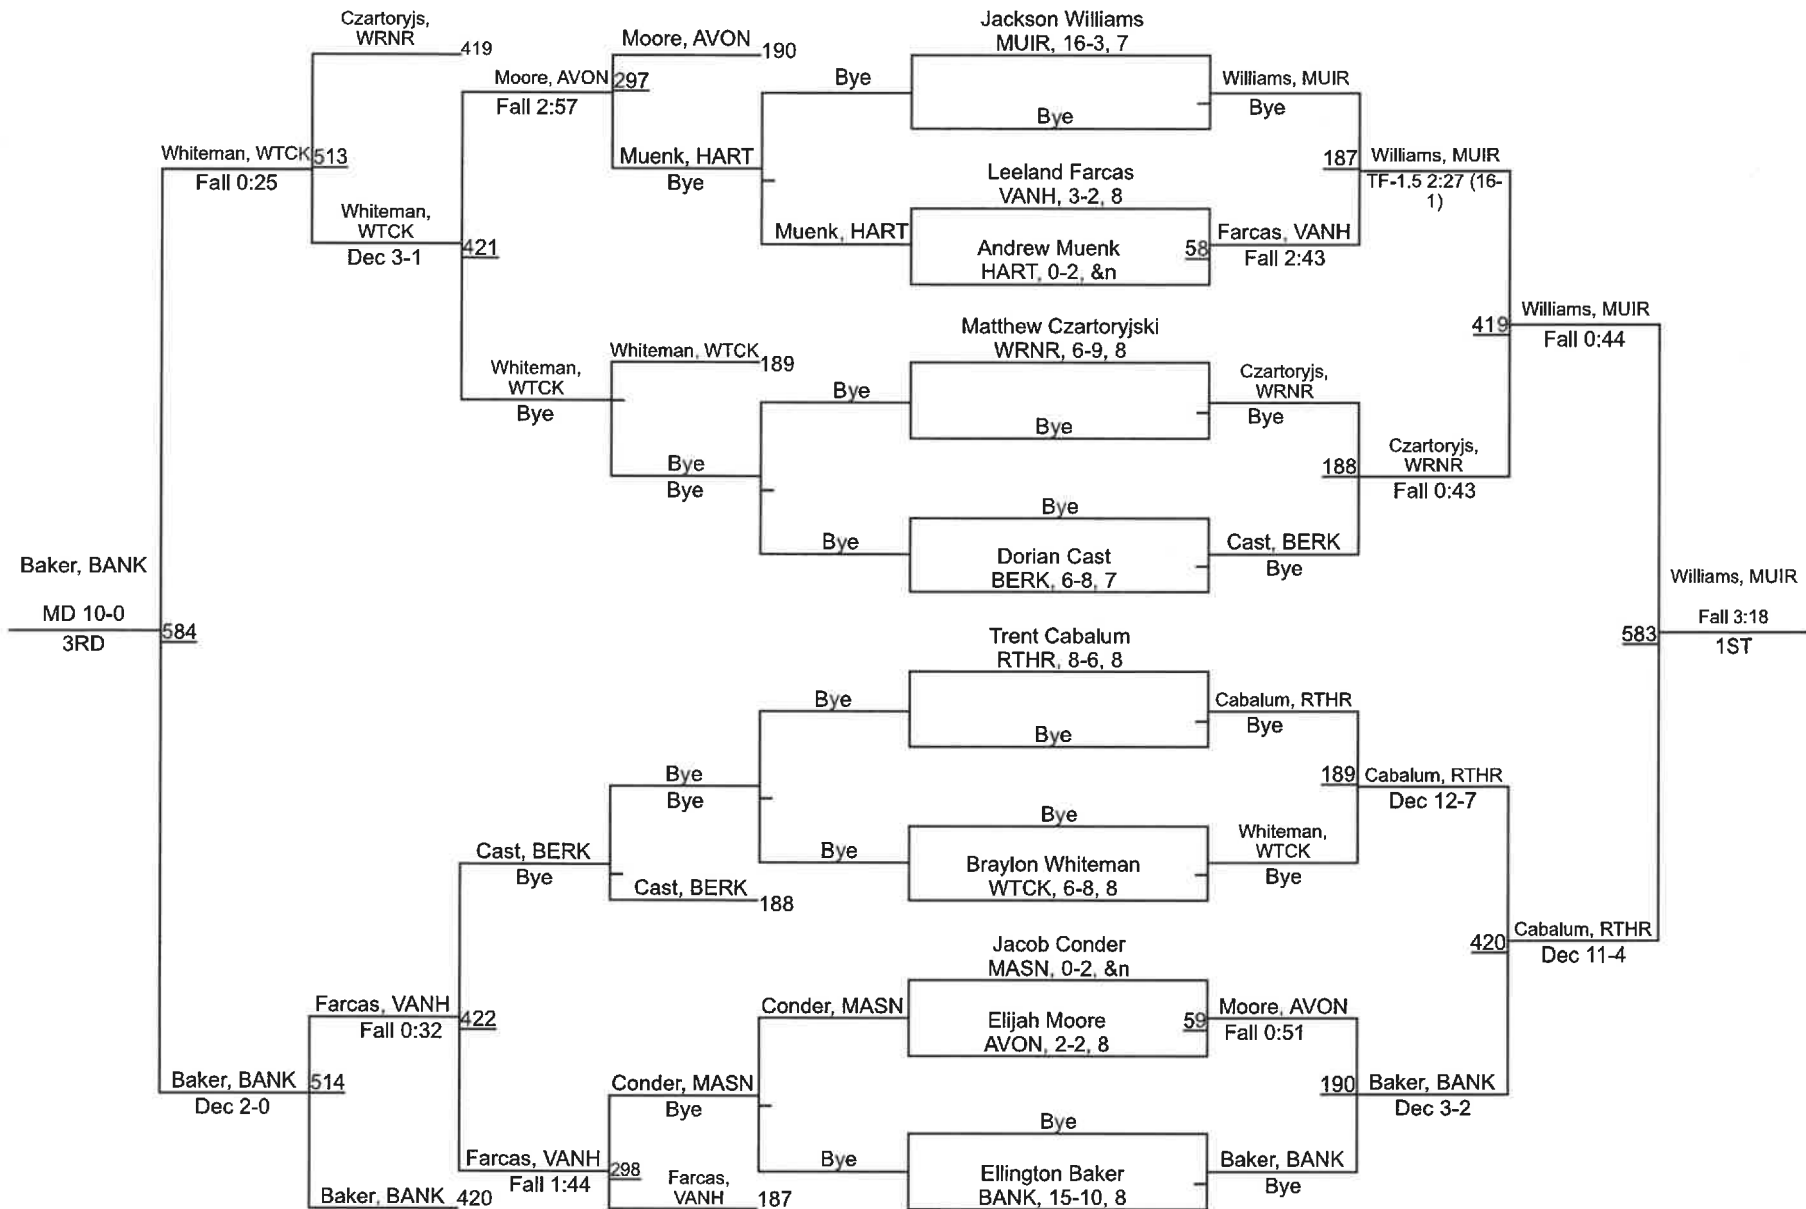 Czartoryjs,
WRNR
419
Moore, AVON
190
Jackson Williams
MUIR, 16-3, 7
Moore, AVON
297
Fall 2:57
Bye
Williams, MUIR
Bye
Bye
Whiteman, WTCK
513
Fall 0:25
Muenk, HART
Bye
Leeland Farcas
VANH, 3-2, 8
187
Williams, MUIR
TF-1.5 2:27 (16-
1)
Whiteman,
WTCK
Dec 3-1
421
Muenk, HART
Andrew Muenk
HART, 0-2, &n
58
Farcas, VANH
Fall 2:43
Matthew Czartoryjski
WRNR, 6-9, 8
419
Williams, MUIR
Fall 0:44
Whiteman,
WTCK
Bye
Whiteman, WTCK
189
Bye
Bye
Czartoryjs,
WRNR
Bye
Bye
Bye
188
Czartoryjs,
WRNR
Fall 0:43
Bye
Bye
Dorian Cast
BERK, 6-8, 7
Cast, BERK
Bye
Baker, BANK
MD 10-0
3RD
584
Williams, MUIR
583
Fall 3:18
1ST
Trent Cabalum
RTHR, 8-6, 8
Bye
Bye
Cabalum, RTHR
Bye
Bye
Bye
189
Cabalum, RTHR
Dec 12-7
Bye
Cast, BERK
Bye
Bye
Braylon Whiteman
WTCK, 6-8, 8
Whiteman,
WTCK
Bye
Cast, BERK
188
Jacob Conder
MASN, 0-2, &n
420
Cabalum, RTHR
Dec 11-4
Farcas, VANH
Fall 0:32
422
Conder, MASN
Elijah Moore
AVON, 2-2, 8
59
Moore, AVON
Fall 0:51
Baker, BANK
514
Dec 2-0
Conder, MASN
Bye
190
Baker, BANK
Dec 3-2
Bye
Farcas, VANH
298
Fall 1:44
Bye
Ellington Baker
BANK, 15-10, 8
Baker, BANK
Bye
Baker, BANK
420
Farcas,
VANH
187